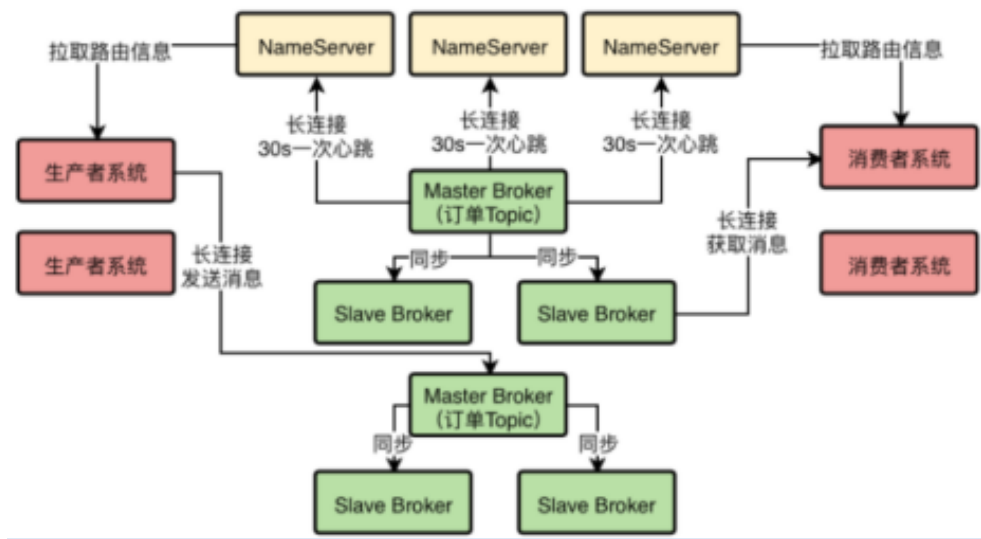 NameServer
NameServer
NameServer
拉取路由信息
拉取路由信息
长连接
30s一次心跳
长连接
30s一次心跳
长连接
30s一次心跳
生产者系统
消费者系统
Master Broker
（订单Topic）
生产者系统
长连接
发送消息
同步
同步
长连接
获取消息
消费者系统
Slave Broker
Slave Broker
Master Broker
（订单Topic）
同步
同步
Slave Broker
Slave Broker